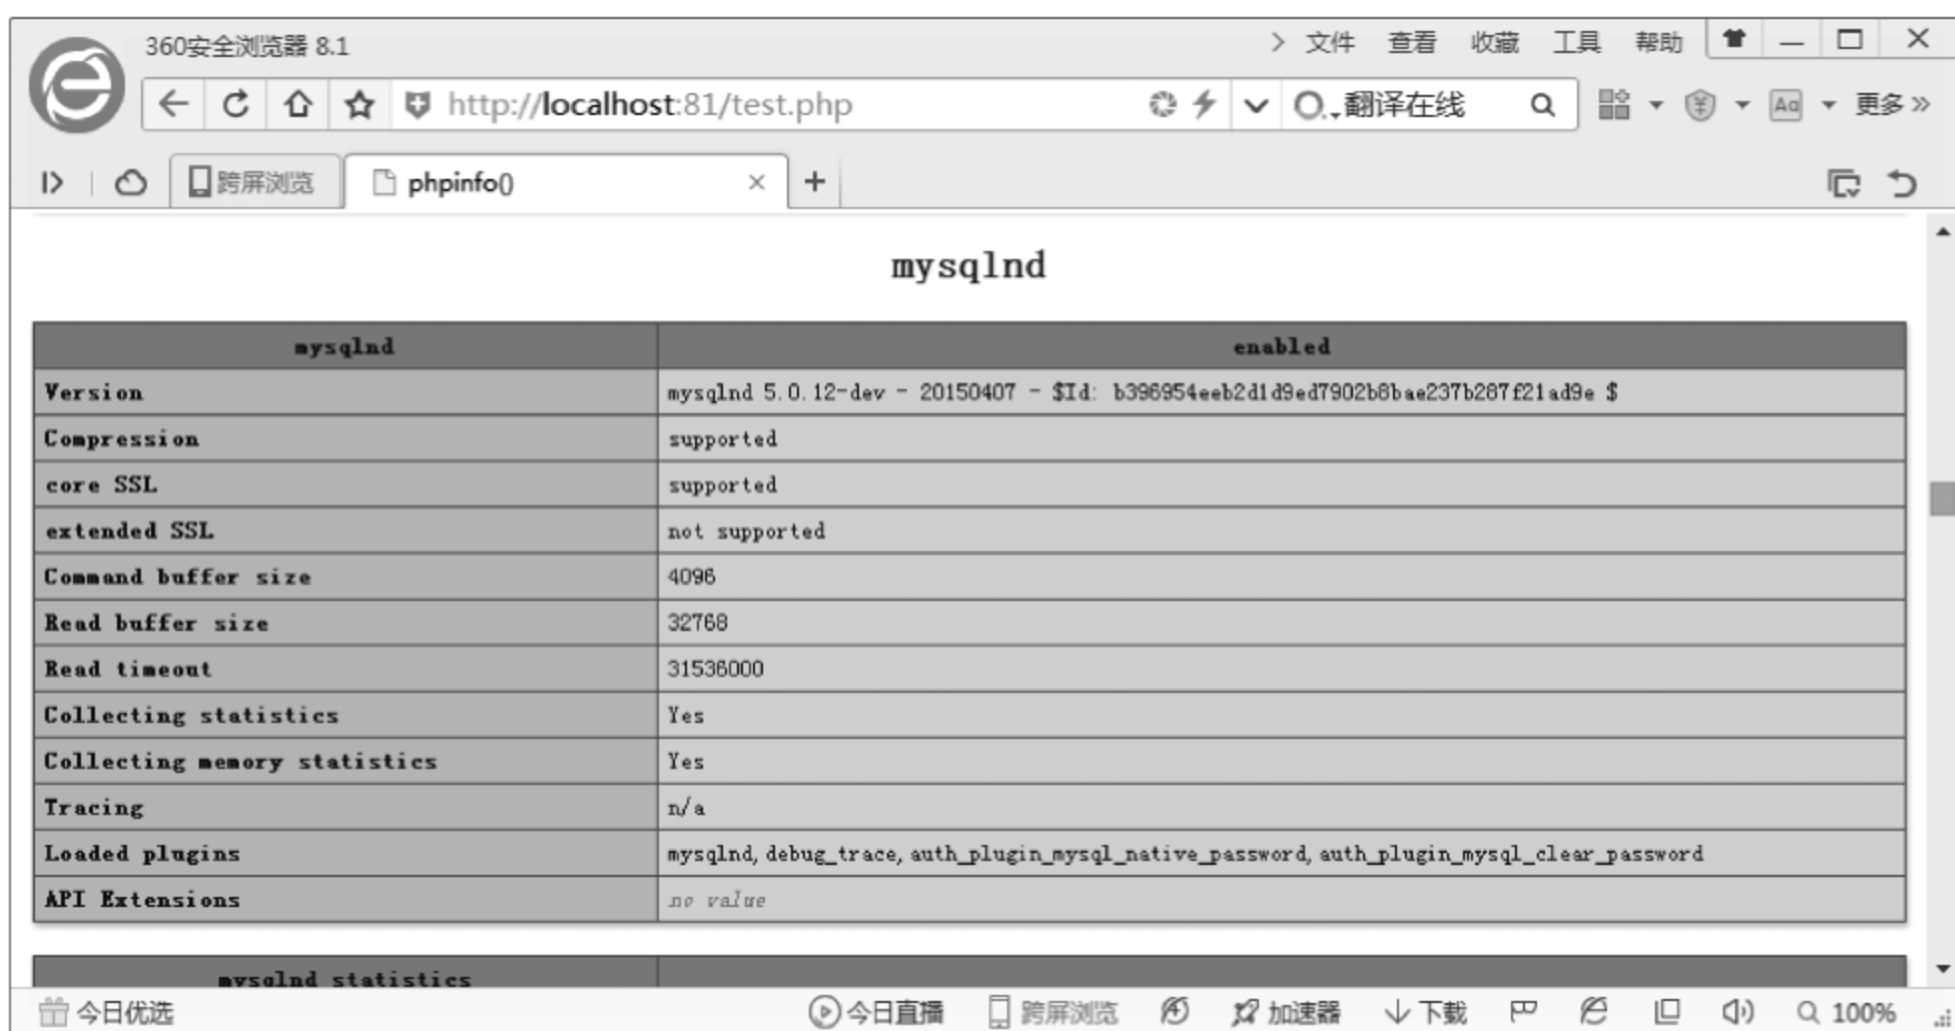 360安全浏览器 8.1
文件 查看 收藏 工具 帮助
http://localhost:81/test.php
翻译在线
更多
跨屏浏览
phpinfo()
mysqlnd
mysqlnd enabled
Version mysqlnd 5.0.12-dev - 20150407 - $Id: b396954eeb2d1d9ed7902b8bae237b287f21ad9e $
Compression supported
core SSL supported
extended SSL not supported
Command buffer size 4096
Read buffer size 32768
Read timeout 31536000
Collecting statistics Yes
Collecting memory statistics Yes
Tracing n/a
Loaded plugins mysqlnd, debug_trace, auth_plugin_mysql_native_password, auth_plugin_mysql_clear_password
API Extensions no value
mysqlnd statistics
今日优选 今日直播 跨屏浏览 加速器 下载 100%